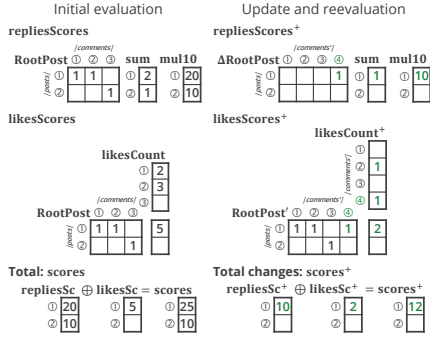 Initial evaluation
repliesScores
/comments/
RootPost ① ② ③ sum mul10
/posts/
① 1 1 ① 2 ① 20
② 1 ② 1 ② 10
likesScores
likesCount
① 2
② 3
③
/comments/
RootPost ① ② ③
/posts/
① 1 1 5
② 1
Total: scores
repliesSc ⊕ likesSc = scores
① 20 ① 5 ① 25
② 10 ② ② 10
Update and reevaluation
repliesScores⁺
/comments'/
ΔRootPost ① ② ③ ④ sum mul10
/posts/
① 1 ① 1 ① 10
② ② ②
likesScores⁺
likesCount⁺
/comments'/
①
② 1
③
④ 1
/comments'/
RootPost′ ① ② ③ ④
/posts/
① 1 1 1 2
② 1
Total changes: scores⁺
repliesSc⁺ ⊕ likesSc⁺ = scores⁺
① 10 ① 2 ① 12
② ② ②